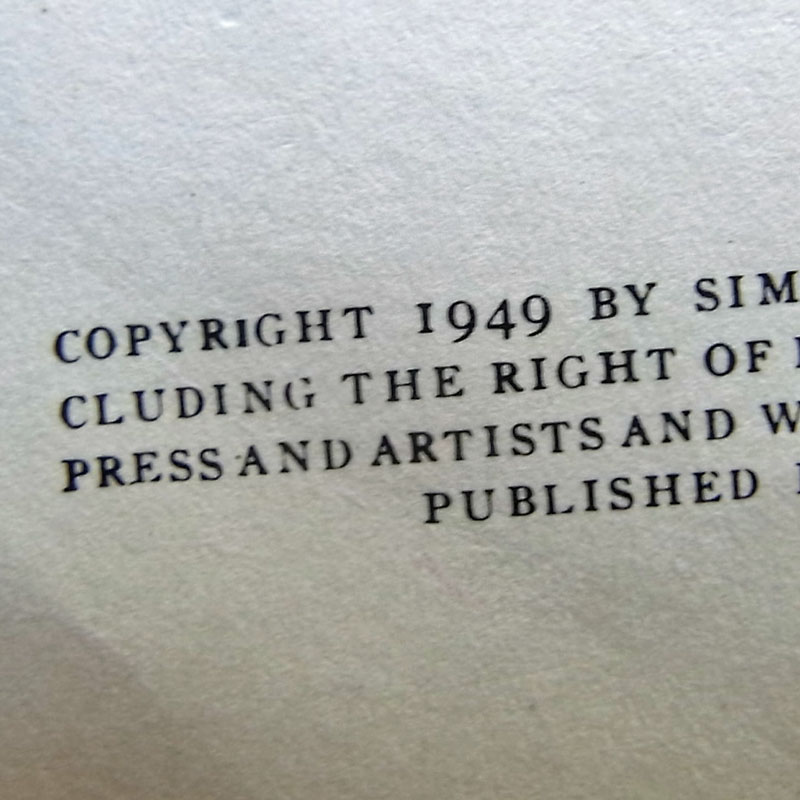 COPYRIGHT 1949 BY SIM
CLUDING THE RIGHT OF
PRESS AND ARTISTS AND W
PUBLISHED